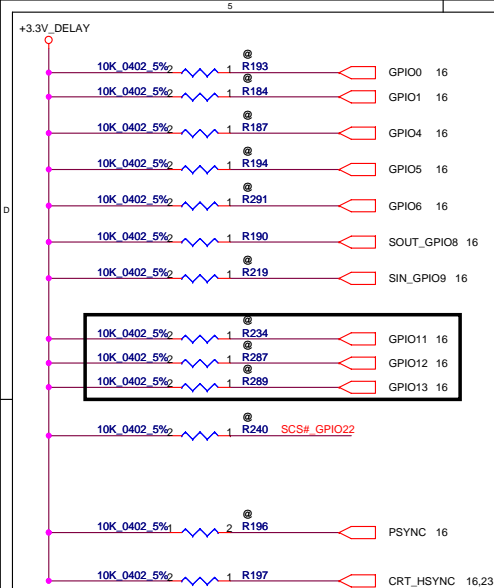 5
+3.3V_DELAY
@
10K_0402_5% 2 1 R193 GPIO0 16
@
10K_0402_5% 2 1 R184 GPIO1 16
@
10K_0402_5% 2 1 R187 GPIO4 16
@
10K_0402_5% 2 1 R194 GPIO5 16
@
10K_0402_5% 2 1 R291 GPIO6 16
D
@
10K_0402_5% 2 1 R190 SOUT_GPIO8 16
@
10K_0402_5% 2 1 R219 SIN_GPIO9 16
@
10K_0402_5% 2 1 R234 GPIO11 16
@
10K_0402_5% 2 1 R287 GPIO12 16
@
10K_0402_5% 2 1 R289 GPIO13 16
@
10K_0402_5% 2 1 R240 SCS#_GPIO22
@
10K_0402_5% 1 2 R196 PSYNC 16
10K_0402_5% 2 1 R197 CRT_HSYNC 16,23